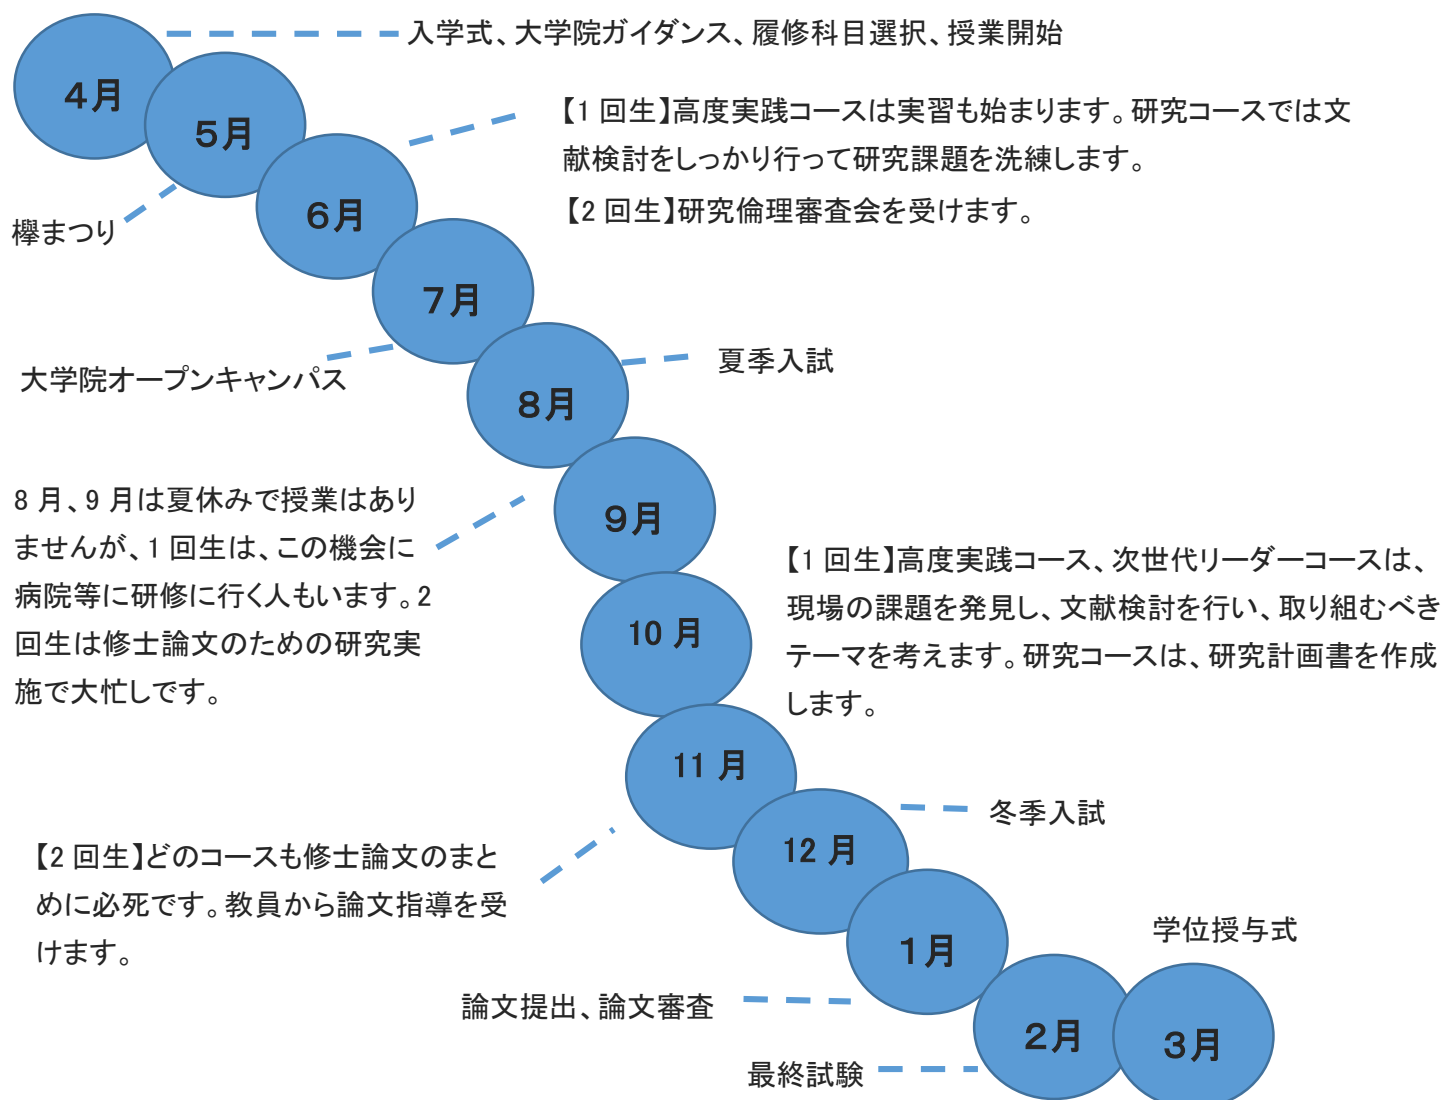 4月
入学式、大学院ガイダンス、履修科目選択、授業開始
5月
欅まつり
6月
【1 回生】高度実践コースは実習も始まります。研究コースでは文
献検討をしっかり行って研究課題を洗練します。
【2 回生】研究倫理審査会を受けます。
7月
大学院オープンキャンパス
8月
夏季入試
8 月、9 月は夏休みで授業はあり
ませんが、1 回生は、この機会に
病院等に研修に行く人もいます。2
回生は修士論文のための研究実
施で大忙しです。
9月
10 月
【1 回生】高度実践コース、次世代リーダーコースは、
現場の課題を発見し、文献検討を行い、取り組むべき
テーマを考えます。研究コースは、研究計画書を作成
します。
11 月
【2 回生】どのコースも修士論文のまと
めに必死です。教員から論文指導を受
けます。
12 月
冬季入試
1月
論文提出、論文審査
2月
最終試験
3月
学位授与式